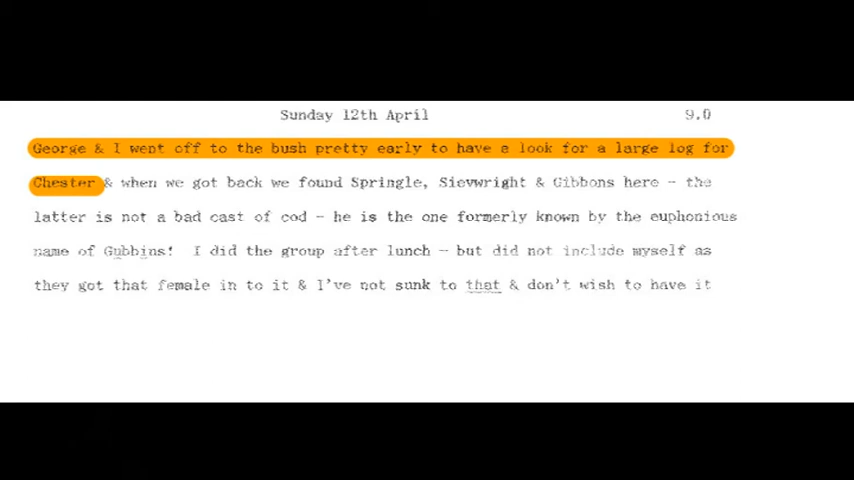 Sunday 12th April 9.0
George & I went off to the bush pretty early to have a look for a large log for
Chester & when we got back we found Springle, Sievwright & Gibbons here - the
latter is not a bad cast of cod - he is the one formerly known by the euphonious
name of Gubbins! I did the group after lunch - but did not include myself as
they got that female in to it & I've not sunk to that & don't wish to have it